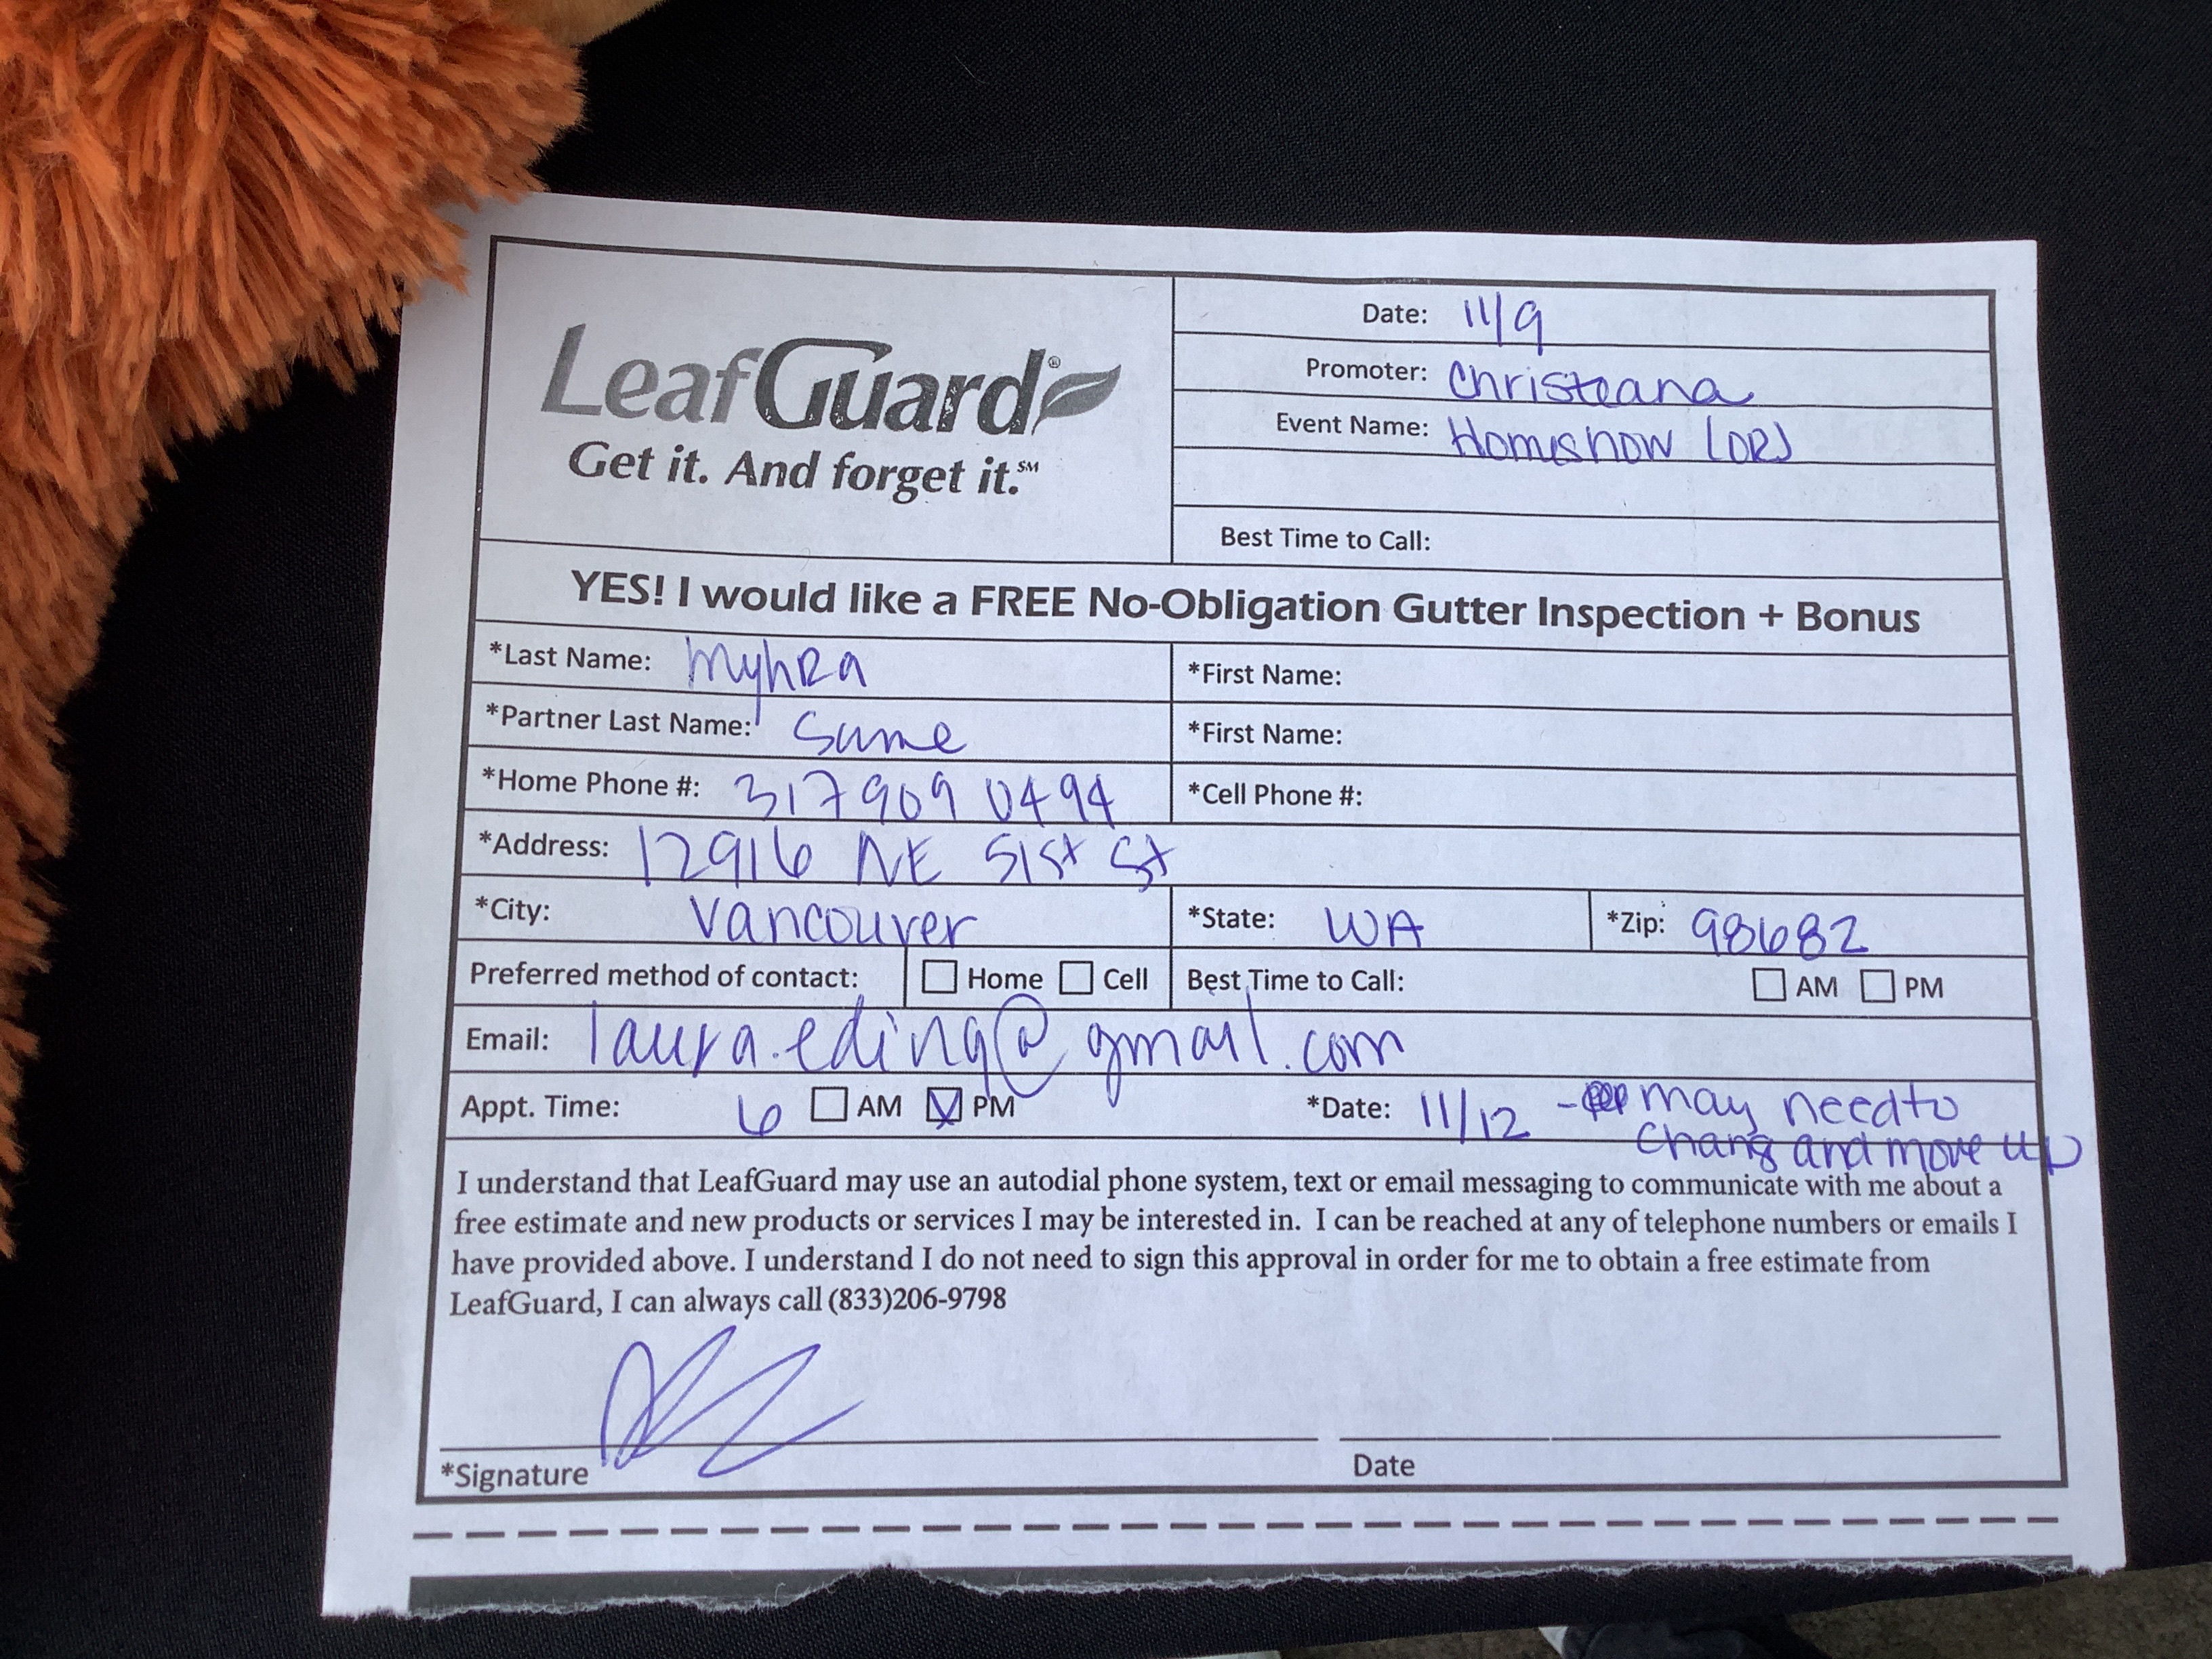 LeafGuard®
Get it. And forget it.℠
Date: 11/9
Promoter: Christeana
Event Name: Homeshow (OR)
Best Time to Call:
YES! I would like a FREE No-Obligation Gutter Inspection + Bonus
*Last Name: Myhra *First Name:
*Partner Last Name: Same *First Name:
*Home Phone #: 317 909 0494 *Cell Phone #:
*Address: 12916 NE 51st St
*City: Vancouver *State: WA *Zip: 98682
Preferred method of contact: Home Cell Best Time to Call: AM PM
Email: laura.eding@gmail.com
Appt. Time: 6 AM PM *Date: 11/12 - may need to
chang and move up
I understand that LeafGuard may use an autodial phone system, text or email messaging to communicate with me about a
free estimate and new products or services I may be interested in. I can be reached at any of telephone numbers or emails I
have provided above. I understand I do not need to sign this approval in order for me to obtain a free estimate from
LeafGuard, I can always call (833)206-9798
*Signature Date